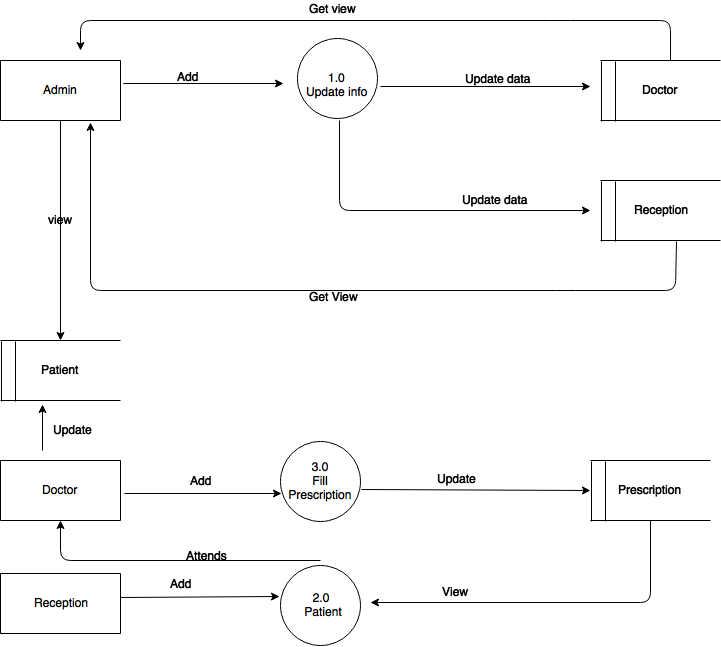 Get view
Admin
Add
1.0
Update info
Update data
Doctor
view
Update data
Reception
Get View
Patient
Update
Doctor
Add
3.0
Fill
Prescription
Update
Prescription
Attends
Reception
Add
2.0
Patient
View